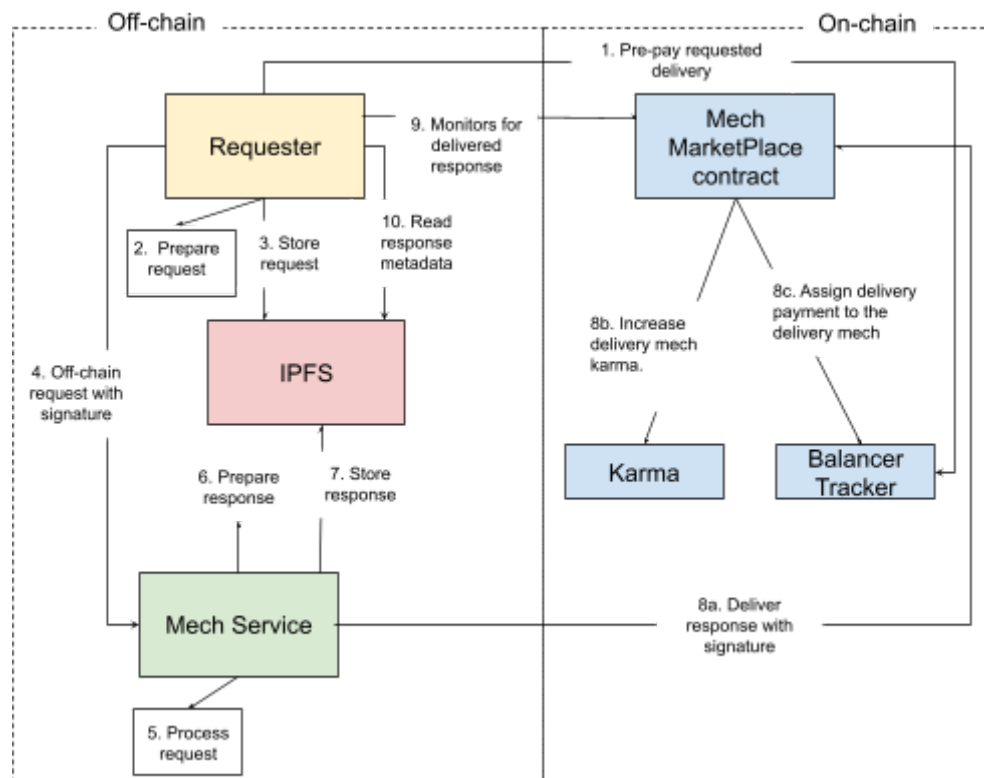 Off-chain
On-chain
1. Pre-pay requested
delivery
Requester
9. Monitors for
delivered
response
Mech
MarketPlace
contract
2. Prepare
request
3. Store
request
10. Read
response
metadata
8c. Assign delivery
payment to the
delivery mech
8b. Increase
delivery mech
karma.
IPFS
4. Off-chain
request with
signature
Karma
Balancer
Tracker
6. Prepare
response
7. Store
response
Mech Service
8a. Deliver
response with
signature
5. Process
request